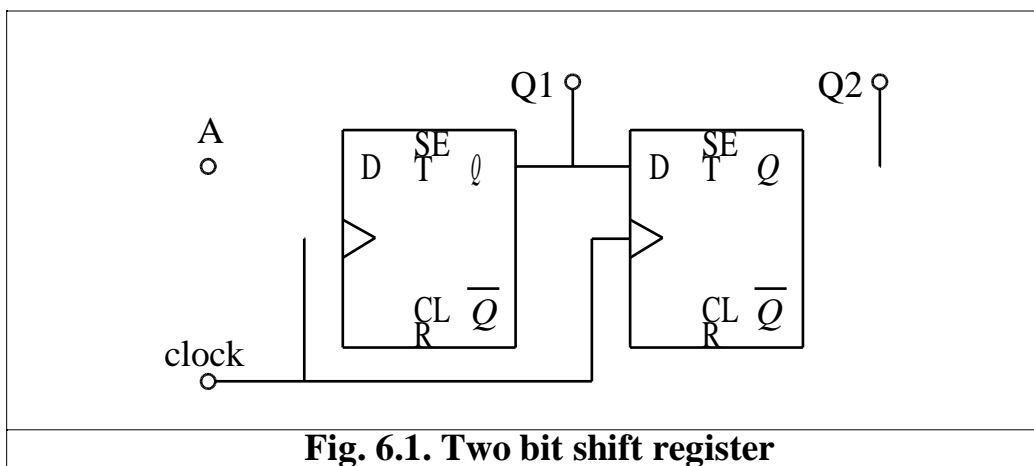 Q1 Q2
A
SE SE
D T Q D T Q
CL Q CL Q
R R
clock
Fig. 6.1. Two bit shift register